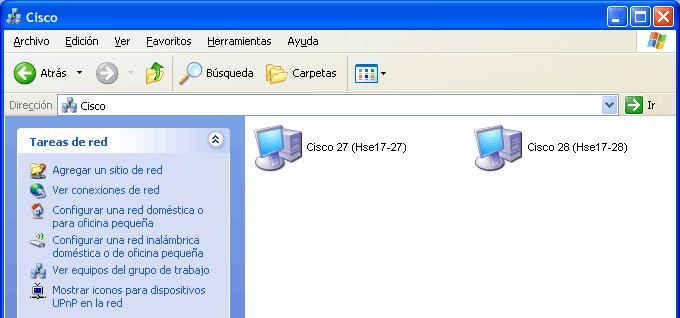 Cisco
Archivo Edición Ver Favoritos Herramientas Ayuda
Atrás Búsqueda Carpetas
Dirección Cisco Ir
Tareas de red
Agregar un sitio de red
Ver conexiones de red
Configurar una red doméstica o
para oficina pequeña
Configurar una red inalámbrica
doméstica o de oficina pequeña
Ver equipos del grupo de trabajo
Mostrar iconos para dispositivos
UPnP en la red
Cisco 27 (Hse17-27)
Cisco 28 (Hse17-28)